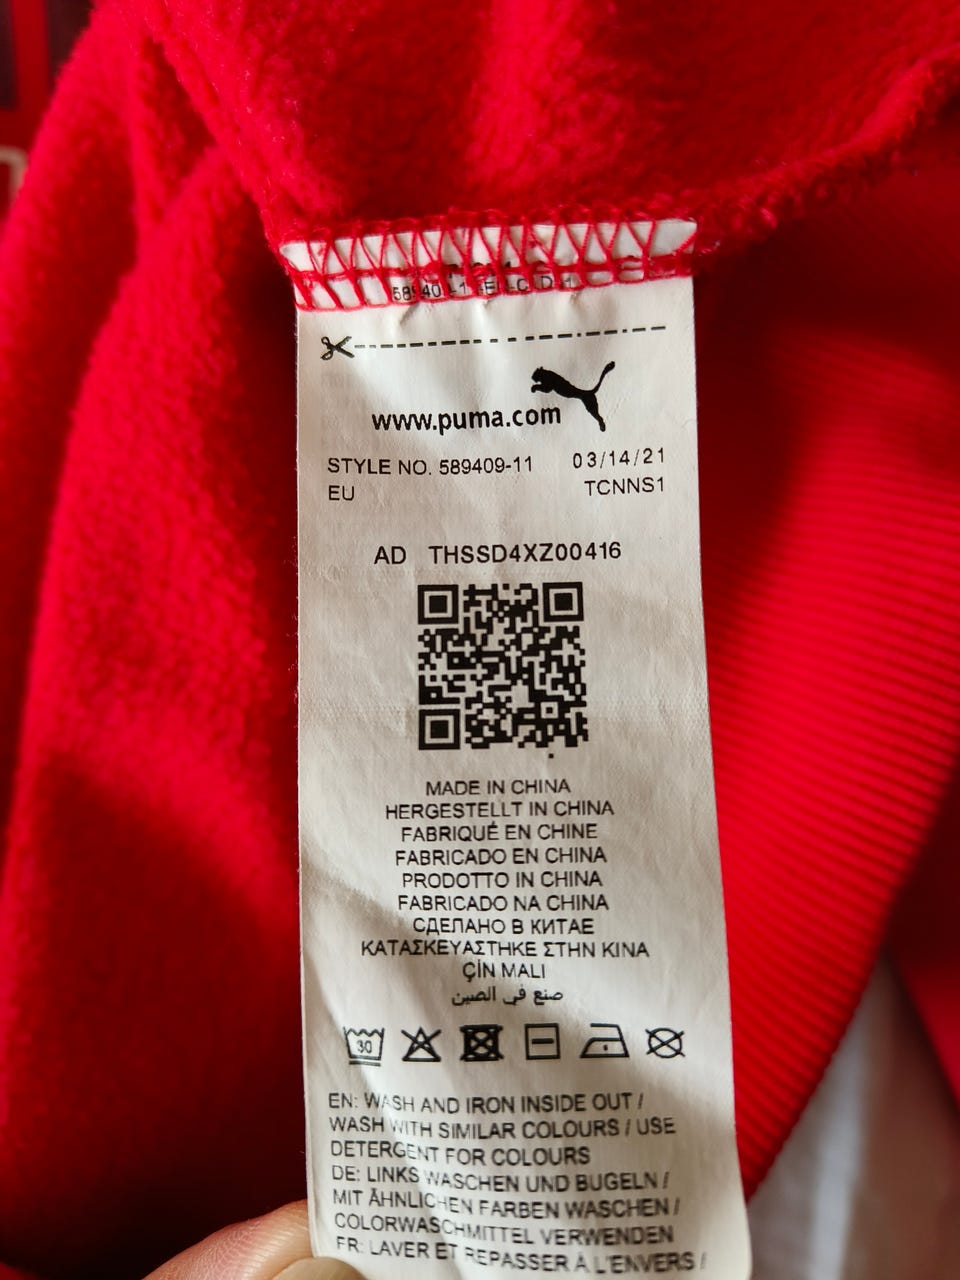 www.puma.com
STYLE NO. 589409-11 03/14/21
EU TCNNS1
AD THSSD4XZ00416
MADE IN CHINA
HERGESTELLT IN CHINA
FABRIQUÉ EN CHINE
FABRICADO EN CHINA
PRODOTTO IN CHINA
FABRICADO NA CHINA
СДЕЛАНО В КИТАЕ
ΚΑΤΑΣΚΕΥΑΣΤΗΚΕ ΣΤΗΝ ΚΙΝΑ
ÇİN MALI
صنع في الصين
30
EN: WASH AND IRON INSIDE OUT /
WASH WITH SIMILAR COLOURS / USE
DETERGENT FOR COLOURS
DE: LINKS WASCHEN UND BUGELN /
MIT ÄHNLICHEN FARBEN WASCHEN /
COLORWASCHMITTEL VERWENDEN
FR: LAVER ET REPASSER À L'ENVERS /